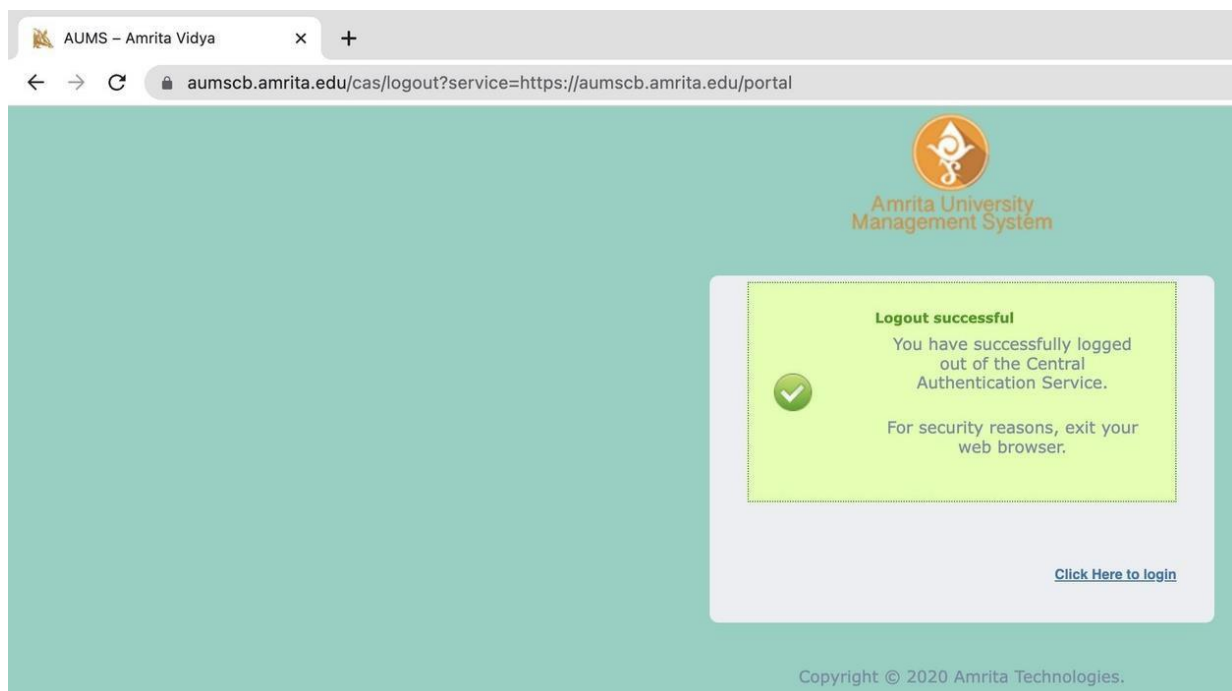 AUMS – Amrita Vidya
aumscb.amrita.edu/cas/logout?service=https://aumscb.amrita.edu/portal
Amrita University
Management System
Logout successful
You have successfully logged
out of the Central
Authentication Service.
For security reasons, exit your
web browser.
Click Here to login
Copyright © 2020 Amrita Technologies.